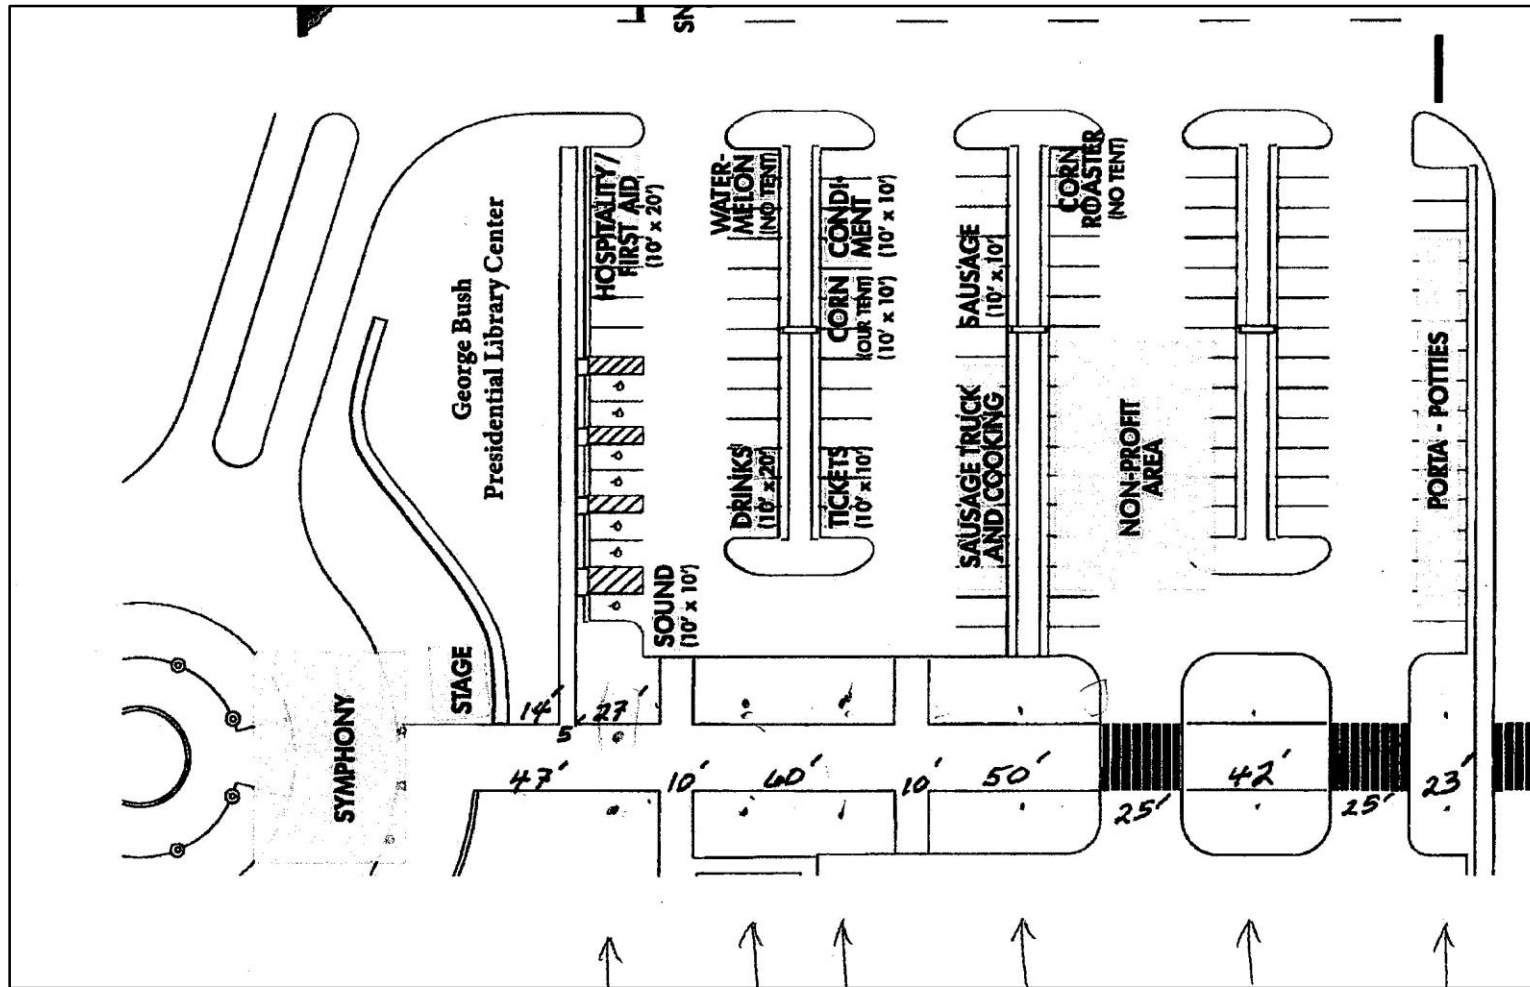 SN
George Bush
Presidential Library Center
HOSPITALITY/
FIRST AID
(10' x 20')
WATER-
MELON
(NO TENT)
CONDI-
MENT
(10' x 10')
CORN
(OUR TENT)
(10' x 10')
SAUSAGE
(10' x 10')
CORN
ROASTER
(NO TENT)
DRINKS
(10' x 20')
TICKETS
(10' x 10')
SAUSAGE TRUCK
AND COOKING
NON-PROFIT
AREA
PORTA - POTTIES
SOUND
(10' x 10')
STAGE
SYMPHONY
14'
5
27'
47'
10'
60'
10'
50'
25'
42'
25'
23'